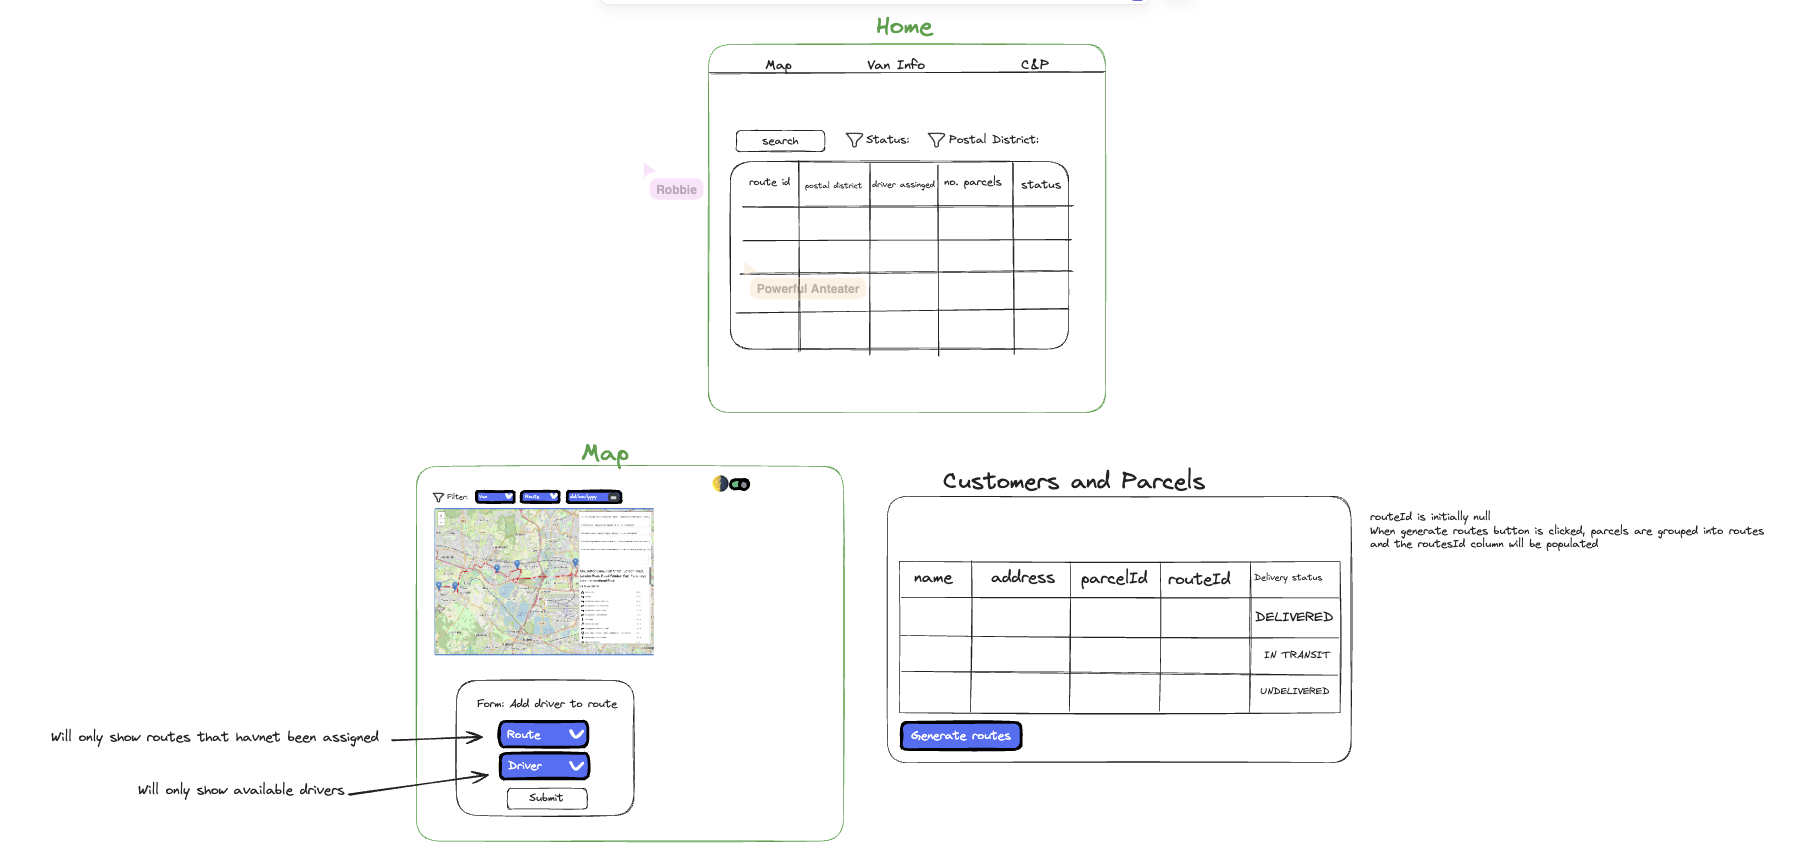 Home
Map Van Info C&P
search Status: Postal District:
Robbie
route id postal district driver assinged no. parcels status
Powerful Anteater
Map
Filter: Van Route dd/mm/yyyy
Form: Add driver to route
Will only show routes that havnet been assigned
Route
Driver
Will only show available drivers
Submit
Customers and Parcels
routeId is initially null
When generate routes button is clicked, parcels are grouped into routes
and the routesId column will be populated
name address parcelId routeId Delivery status
DELIVERED
IN TRANSIT
UNDELIVERED
Generate routes